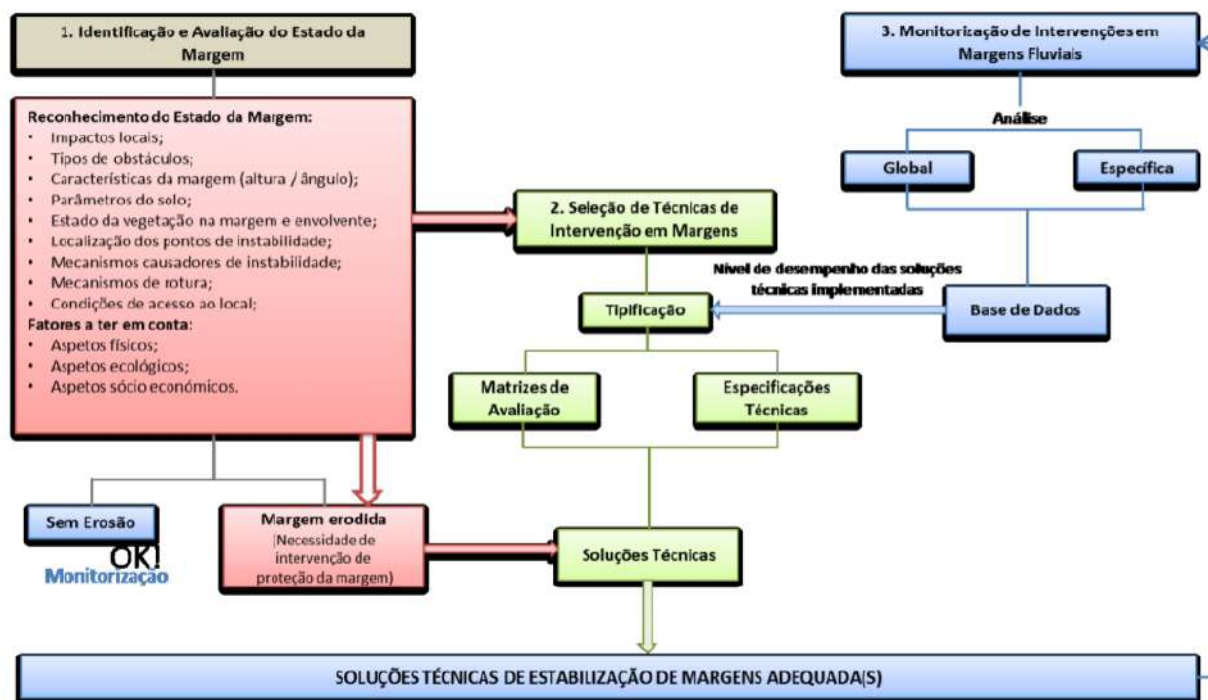 1. Identificação e Avaliação do Estado da
Margem
Reconhecimento do Estado da Margem:
• Impactos locais;
• Tipos de obstáculos;
• Características da margem (altura / ângulo);
• Parâmetros do solo;
• Estado da vegetação na margem e envolvente;
• Localização dos pontos de instabilidade;
• Mecanismos causadores de instabilidade;
• Mecanismos de rotura;
• Condições de acesso ao local;
Fatores a ter em conta:
• Aspetos físicos;
• Aspetos ecológicos;
• Aspetos sócio económicos.
Sem Erosão
OK!
Monitorização
Margem erodida
(Necessidade de
intervenção de
proteção da margem)
2. Seleção de Técnicas de
Intervenção em Margens
Tipificação
Matrizes de
Avaliação
Especificações
Técnicas
Soluções Técnicas
3. Monitorização de Intervenções em
Margens Fluviais
Análise
Global
Específica
Nível de desempenho das soluções
técnicas implementadas
Base de Dados
SOLUÇÕES TÉCNICAS DE ESTABILIZAÇÃO DE MARGENS ADEQUADA(S)